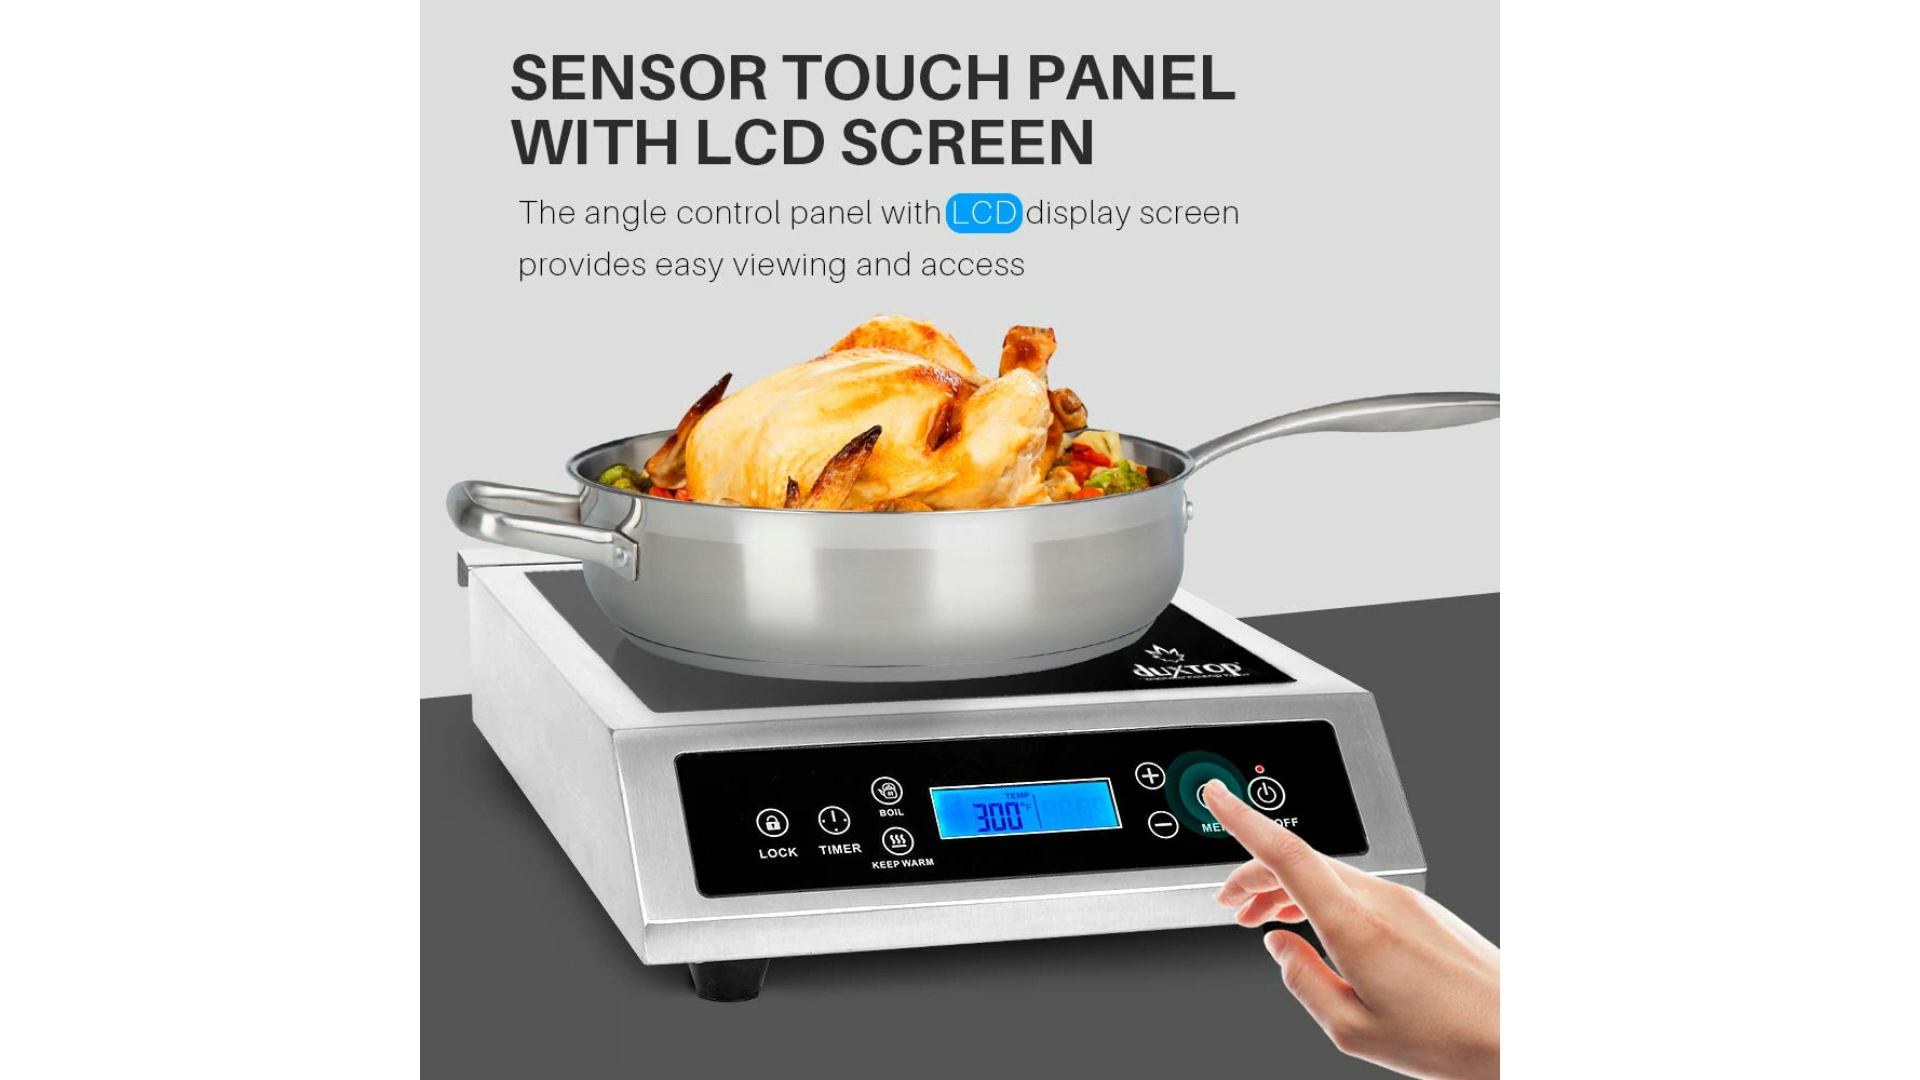 SENSOR TOUCH PANEL
WITH LCD SCREEN
The angle control panel with LCD display screen
provides easy viewing and access
duxtop
TEMP
300°F
BOIL
LOCK
TIMER
KEEP WARM
OFF